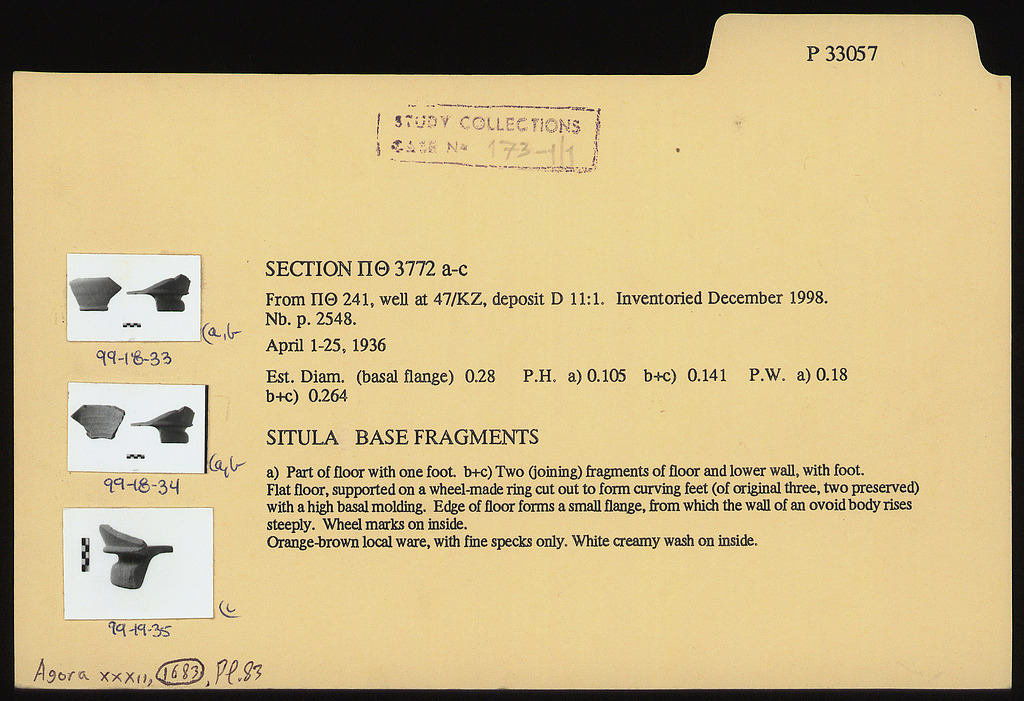 P 33057
STUDY COLLECTIONS
CASE No 173-1/1
SECTION ΠΘ 3772 a-c
From ΠΘ 241, well at 47/KZ, deposit D 11:1. Inventoried December 1998.
Nb. p. 2548.
April 1-25, 1936
Est. Diam. (basal flange) 0.28 P.H. a) 0.105 b+c) 0.141 P.W. a) 0.18
b+c) 0.264
SITULA BASE FRAGMENTS
a) Part of floor with one foot. b+c) Two (joining) fragments of floor and lower wall, with foot.
Flat floor, supported on a wheel-made ring cut out to form curving feet (of original three, two preserved)
with a high basal molding. Edge of floor forms a small flange, from which the wall of an ovoid body rises
steeply. Wheel marks on inside.
Orange-brown local ware, with fine specks only. White creamy wash on inside.
(a,b
99-18-33
(a,b
99-18-34
(c
99-19-35
Agora XXXII, 1683, Pl. 83